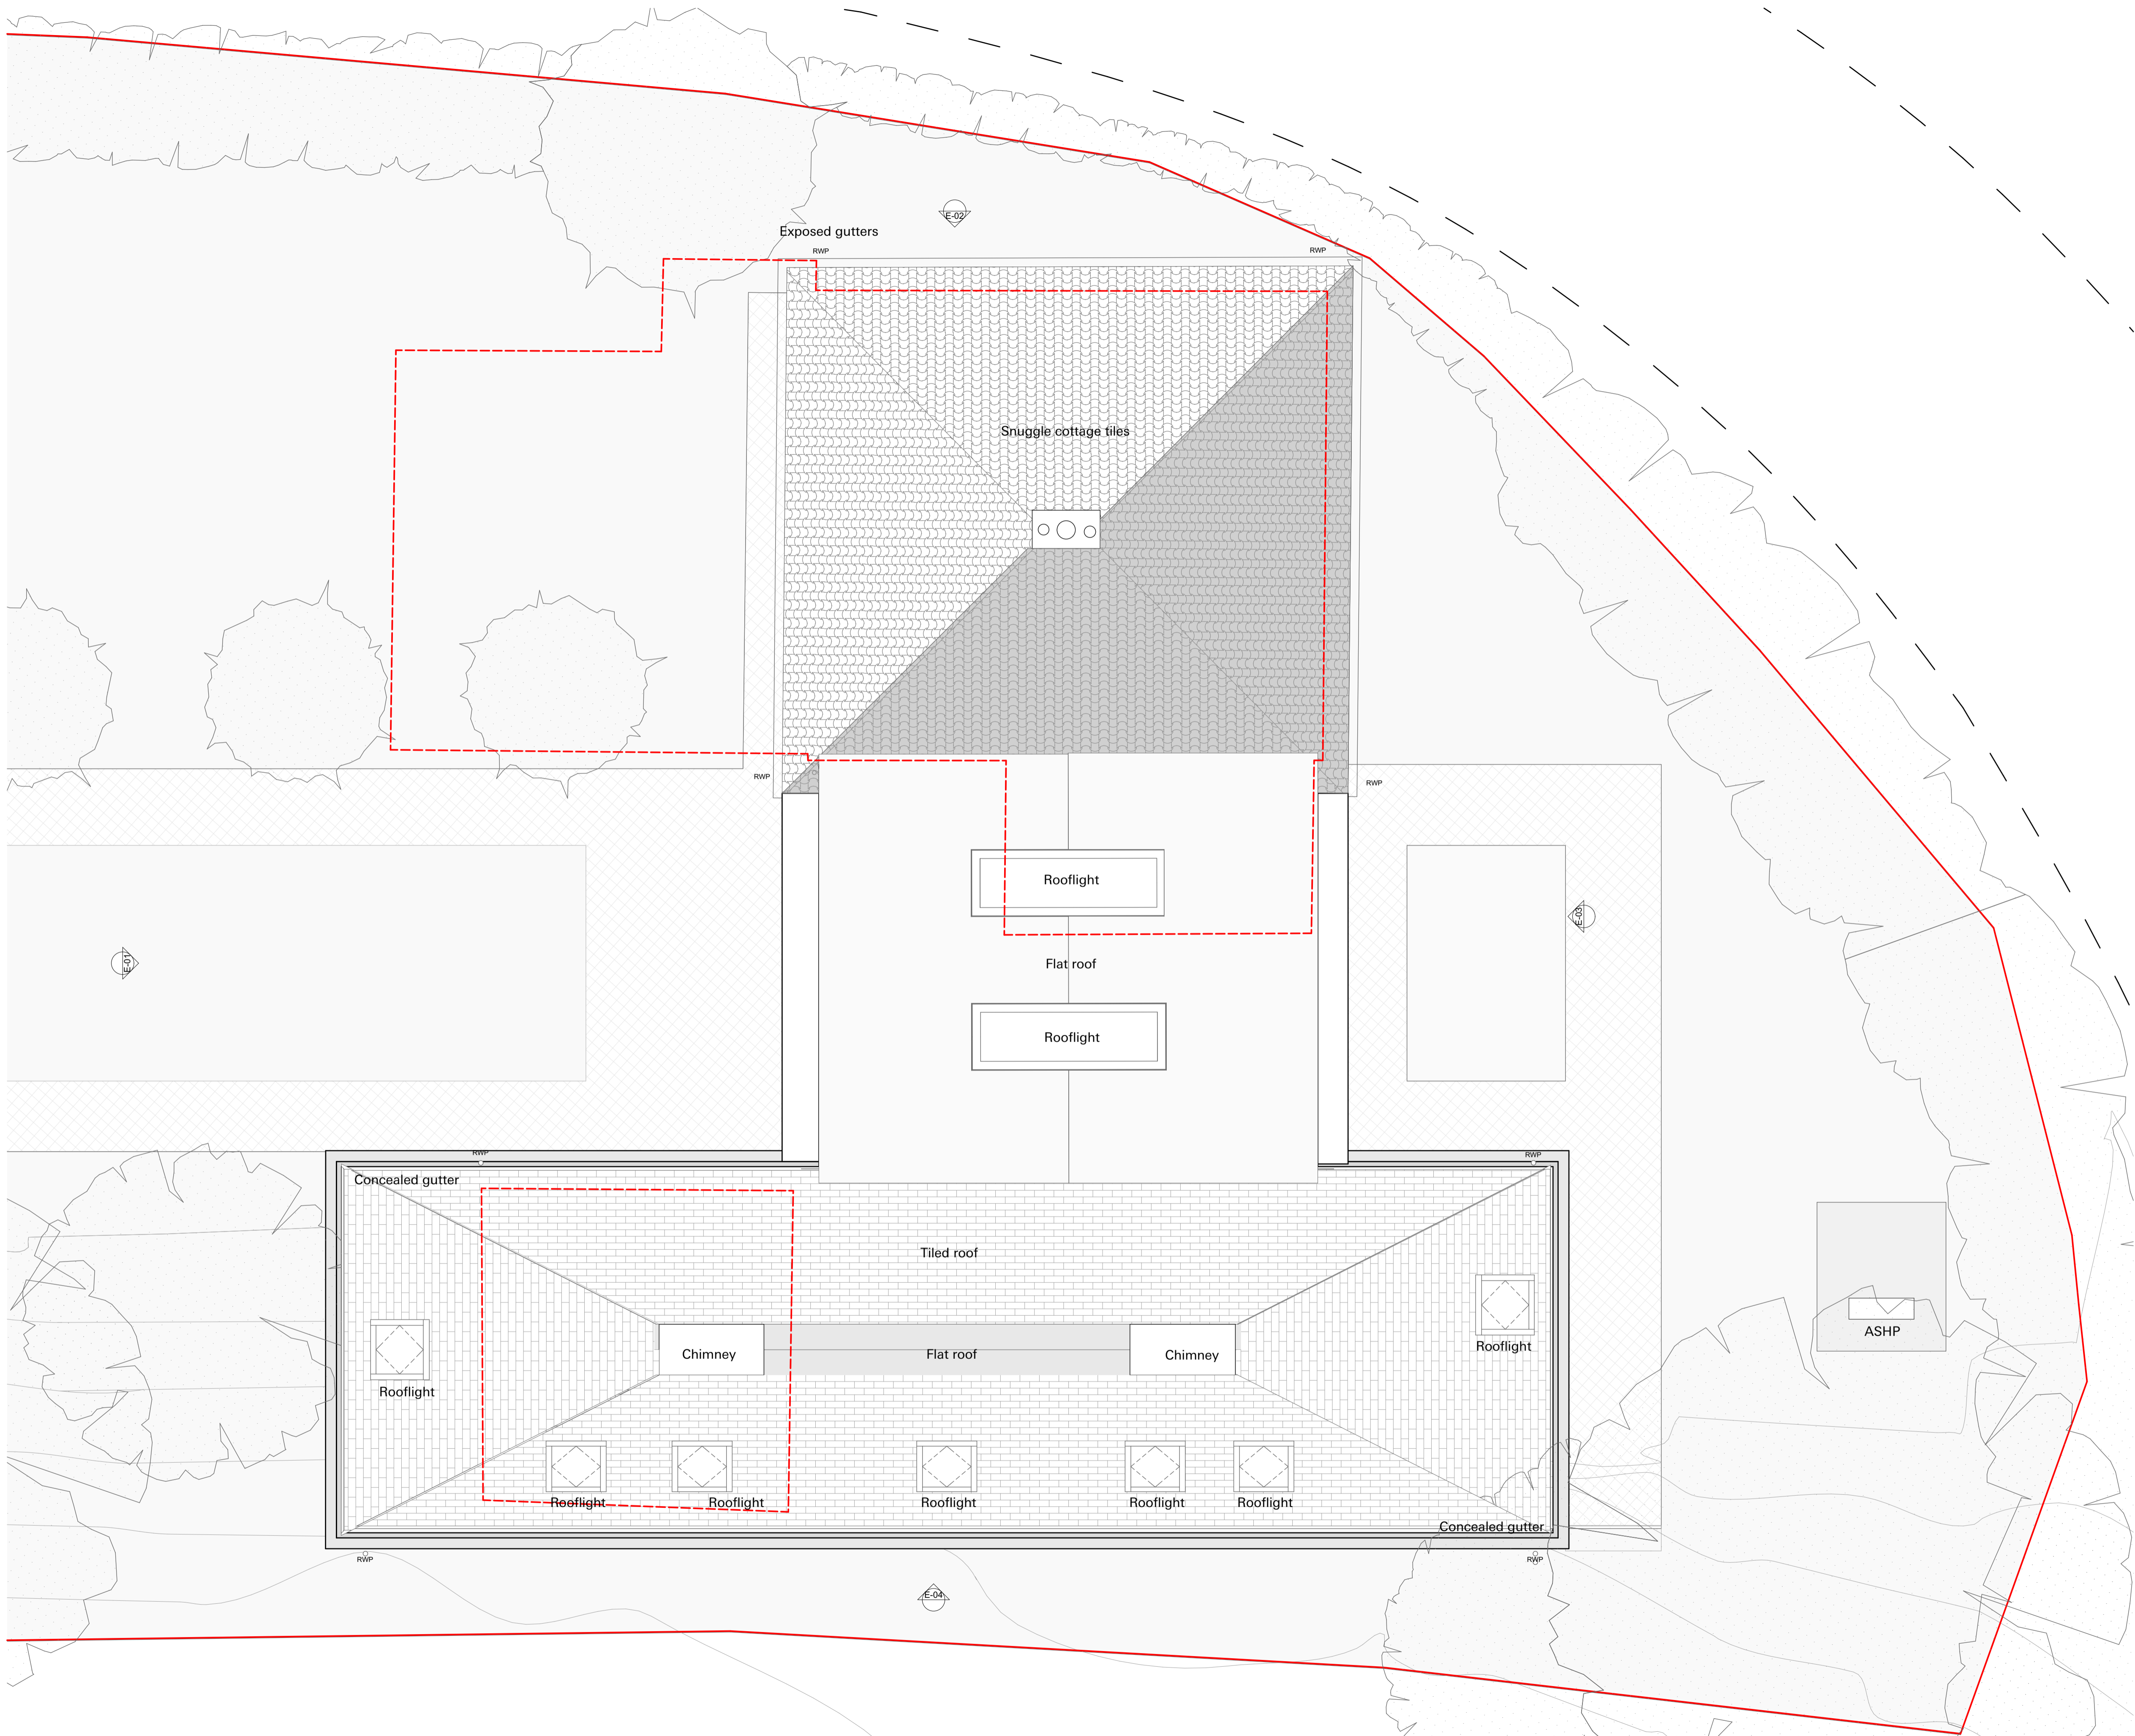 E-02
Exposed gutters
RWP
RWP
Snuggle cottage tiles
RWP
RWP
Rooflight
E-03
E-01
Flat roof
Rooflight
RWP
RWP
Concealed gutter
Tiled roof
ASHP
Rooflight
Chimney
Flat roof
Chimney
Rooflight
Rooflight
Rooflight
Rooflight
Rooflight
Rooflight
Concealed gutter
RWP
RWP
E-04